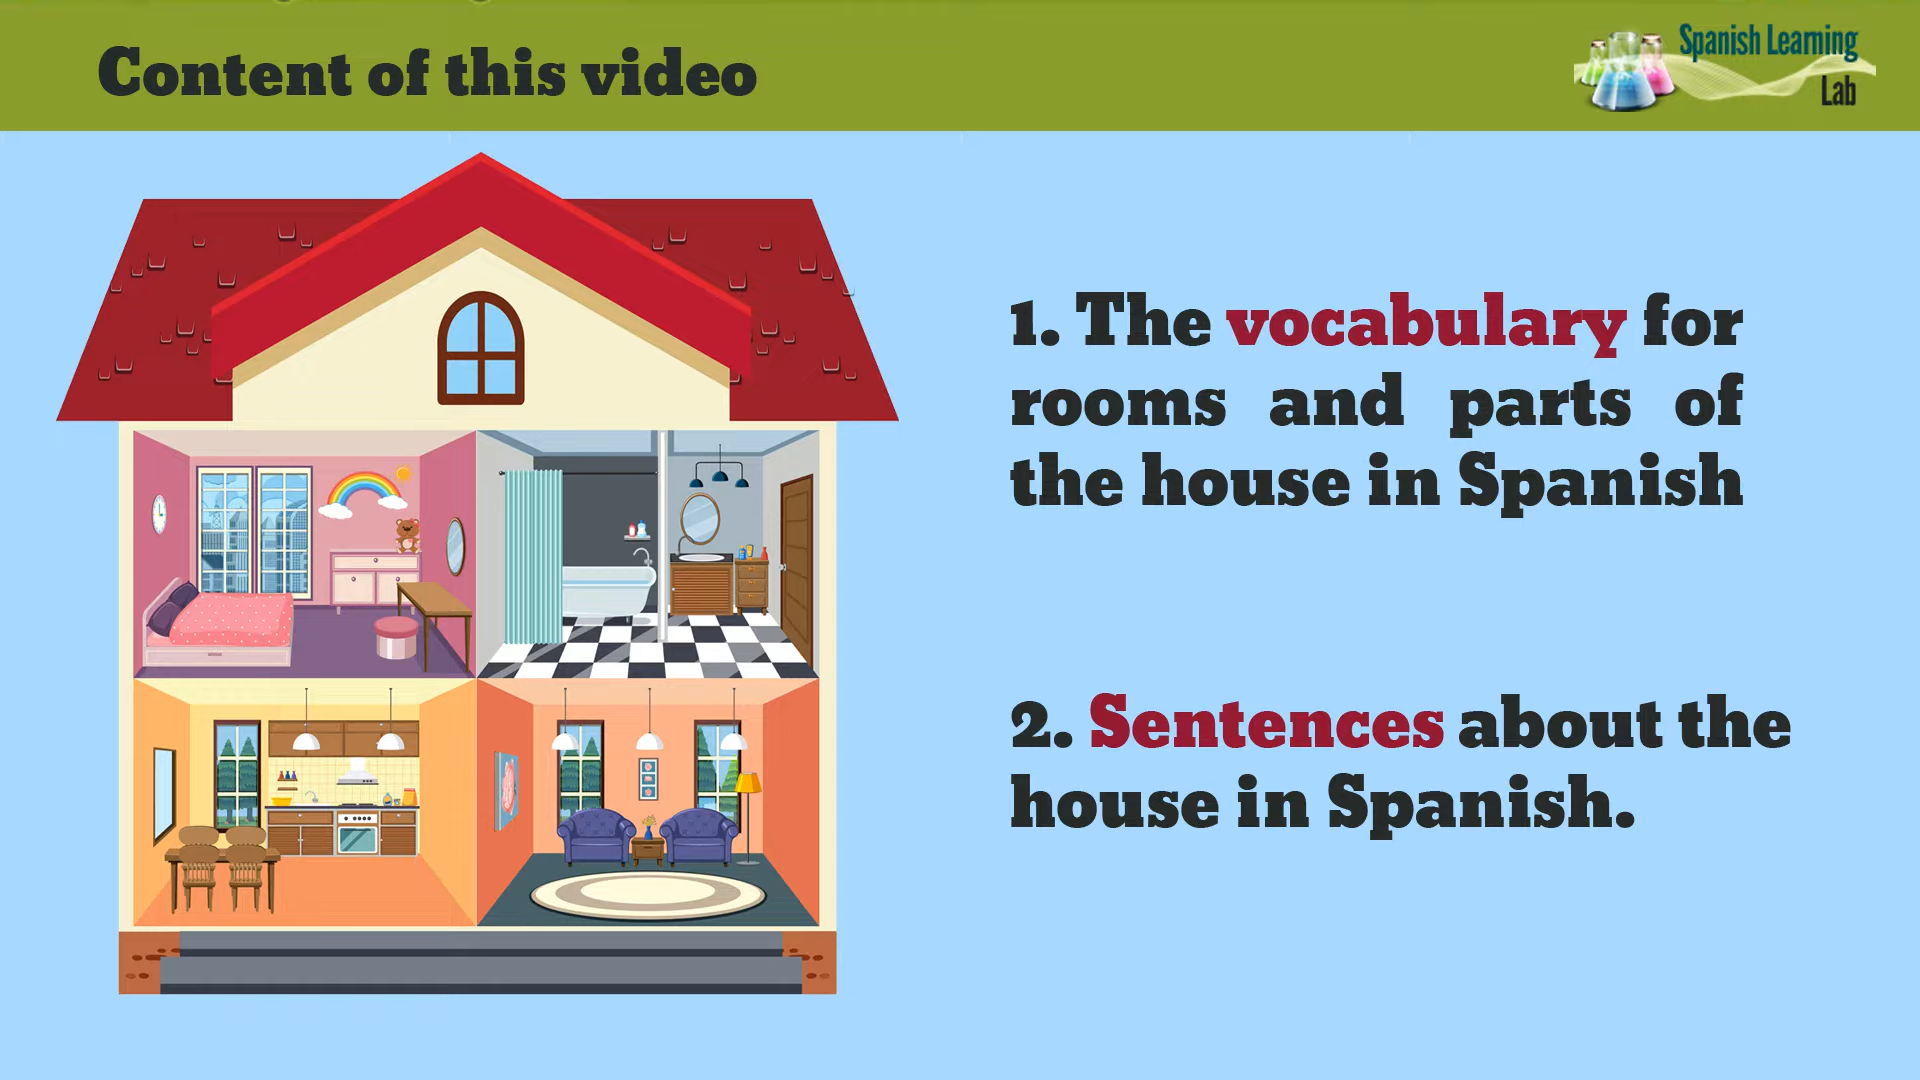 Content of this video
Spanish Learning
Lab
1. The vocabulary for
rooms and parts of
the house in Spanish
2. Sentences about the
house in Spanish.